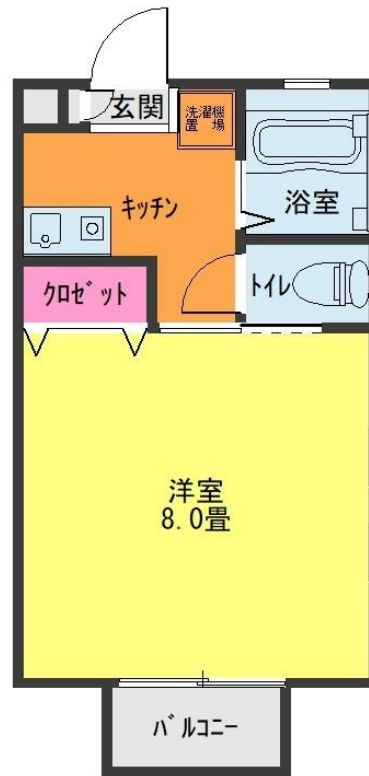 玄関
洗濯機
置 場
キッチン
浴室
トイレ
クロゼット
洋室
8.0畳
バルコニー